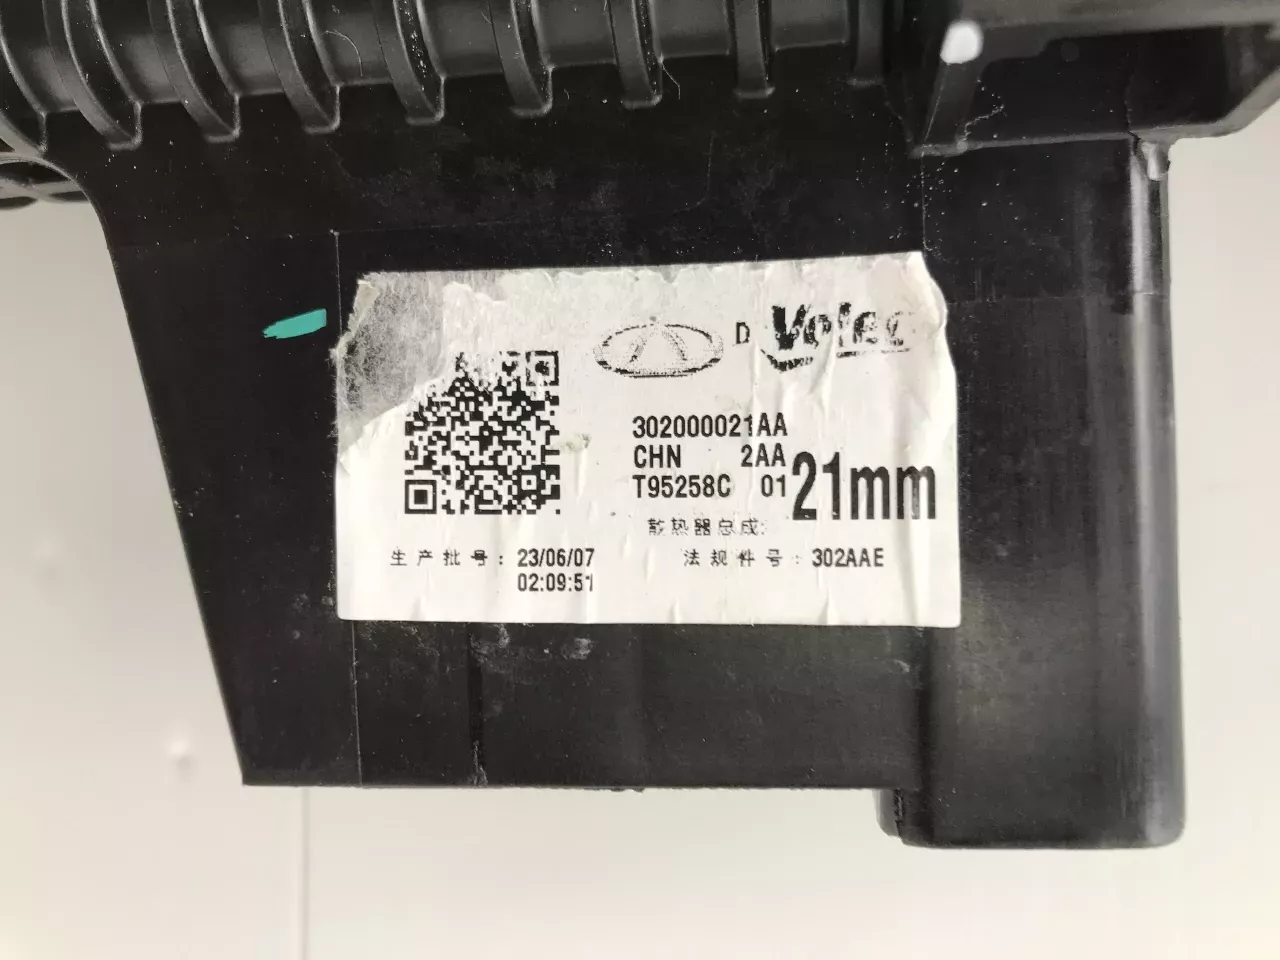 D Valeo
302000021AA
CHN 2AA
T95258C 01 21mm
散热器总成:
生产批号: 23/06/07
02:09:51
法规件号: 302AAE